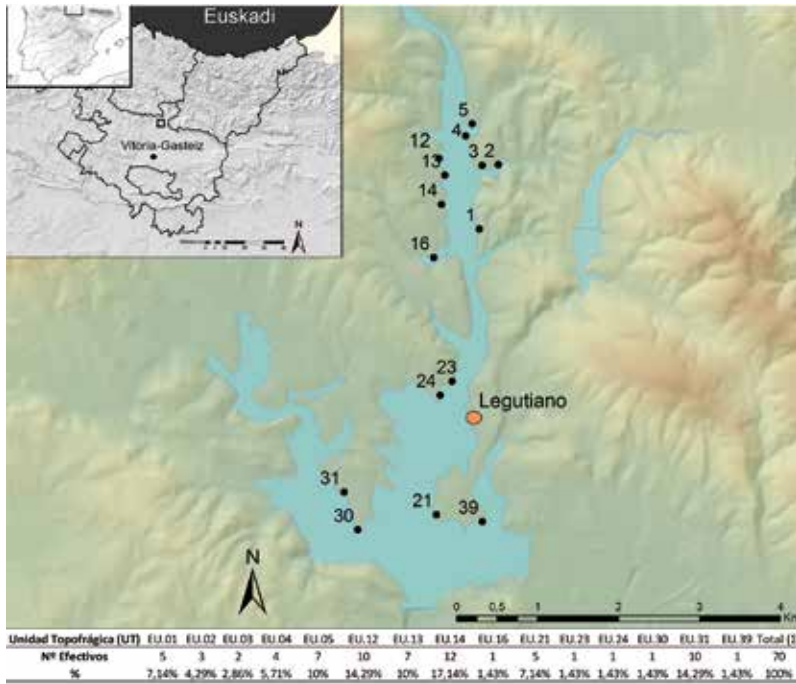 Euskadi
Vitoria-Gasteiz
N
5
4
12
3 2
13
14
1
16
23
24
Legutiano
31
21
39
30
N
0 0,5 1 2 3 4
Km
Unidad Topofrágica (UT) EU.01 EU.02 EU.03 EU.04 EU.05 EU.12 EU.13 EU.14 EU.16 EU.21 EU.23 EU.24 EU.30 EU.31 EU.39 Total
Nº Efectivos 5 3 2 4 7 10 7 12 1 5 1 1 1 10 1 70
% 7,14% 4,29% 2,86% 5,71% 10% 14,29% 10% 17,14% 1,43% 7,14% 1,43% 1,43% 1,43% 14,29% 1,43% 100%